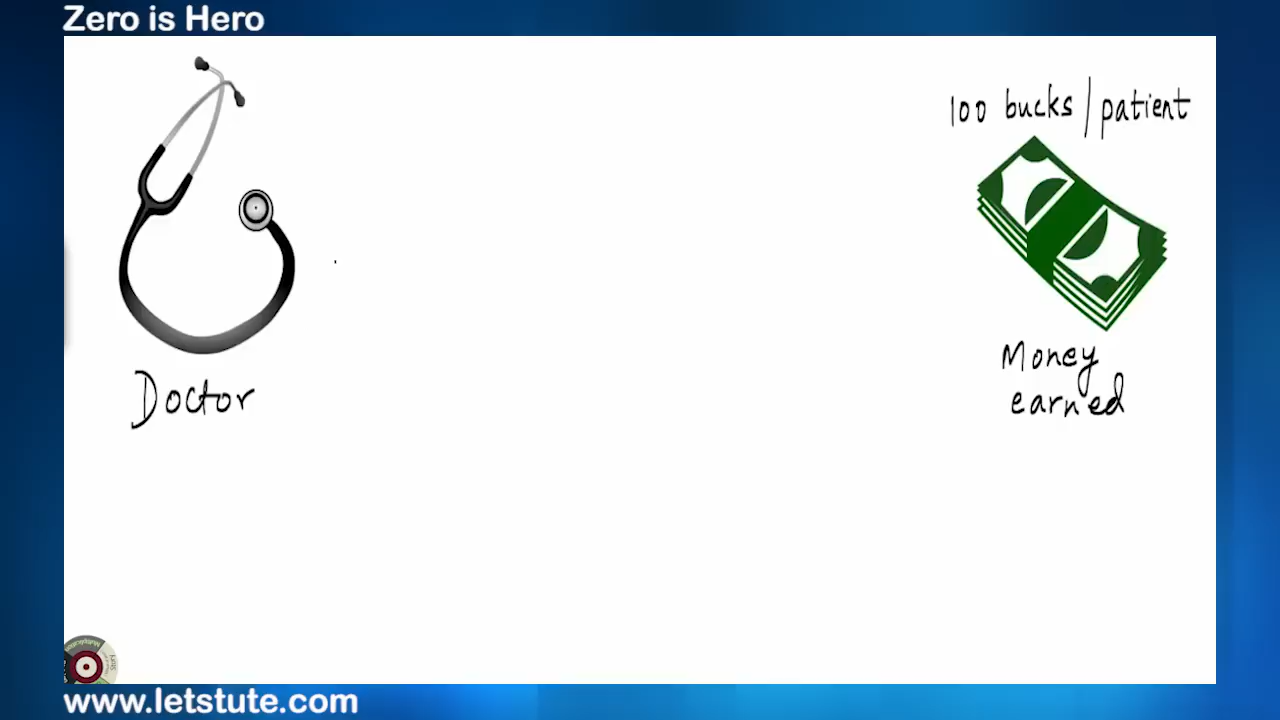 Zero is Hero
100 bucks/patient
Doctor
Money
earned
www.letstute.com